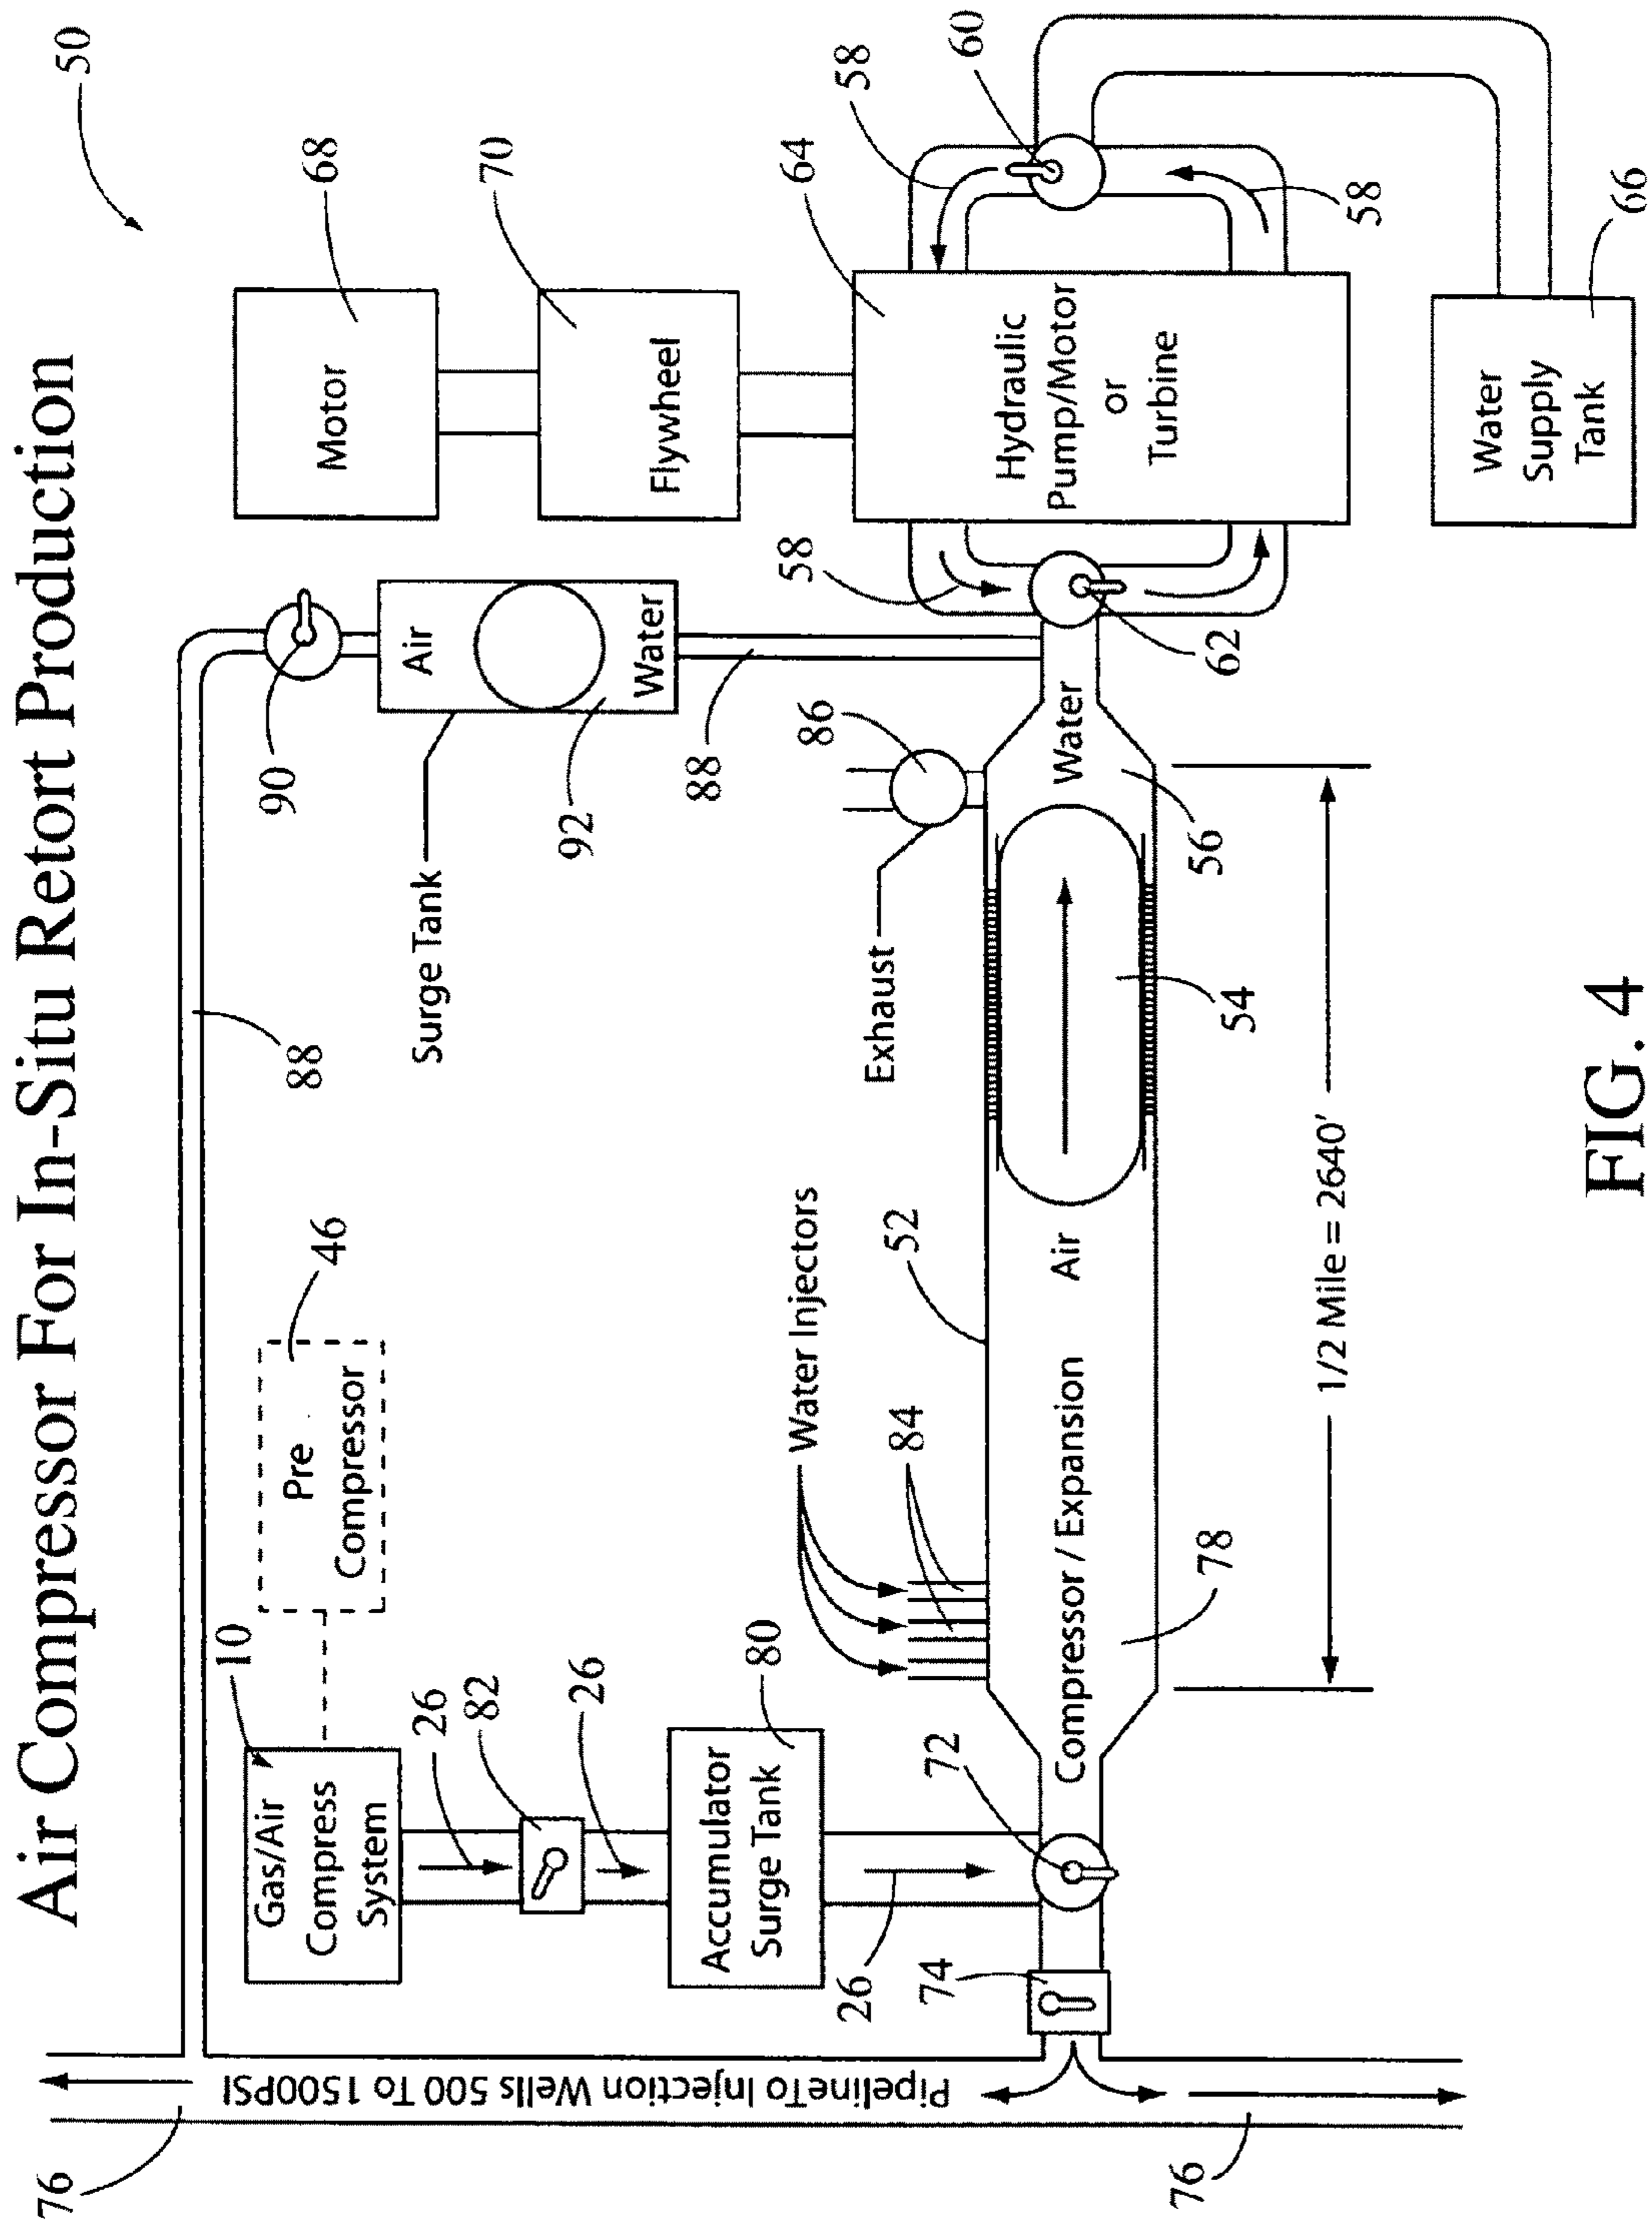 Air Compressor For In-Situ Retort Production
50
76
88
90
10
Gas/Air
Compress
System
46
Pre
Compressor
Air
Water
Surge Tank
92
88
Motor
68
Flywheel
70
26
82
26
Accumulator
Surge Tank
80
26
Water Injectors
84
52
Exhaust
86
58
64
58
60
74
72
Compressor / Expansion
Air
Water
78
54
56
62
58
Hydraulic
Pump/Motor
or
Turbine
1/2 Mile = 2640'
Water
Supply
Tank
66
PipelineTo Injection Wells 500 To 1500PSI
76
FIG. 4